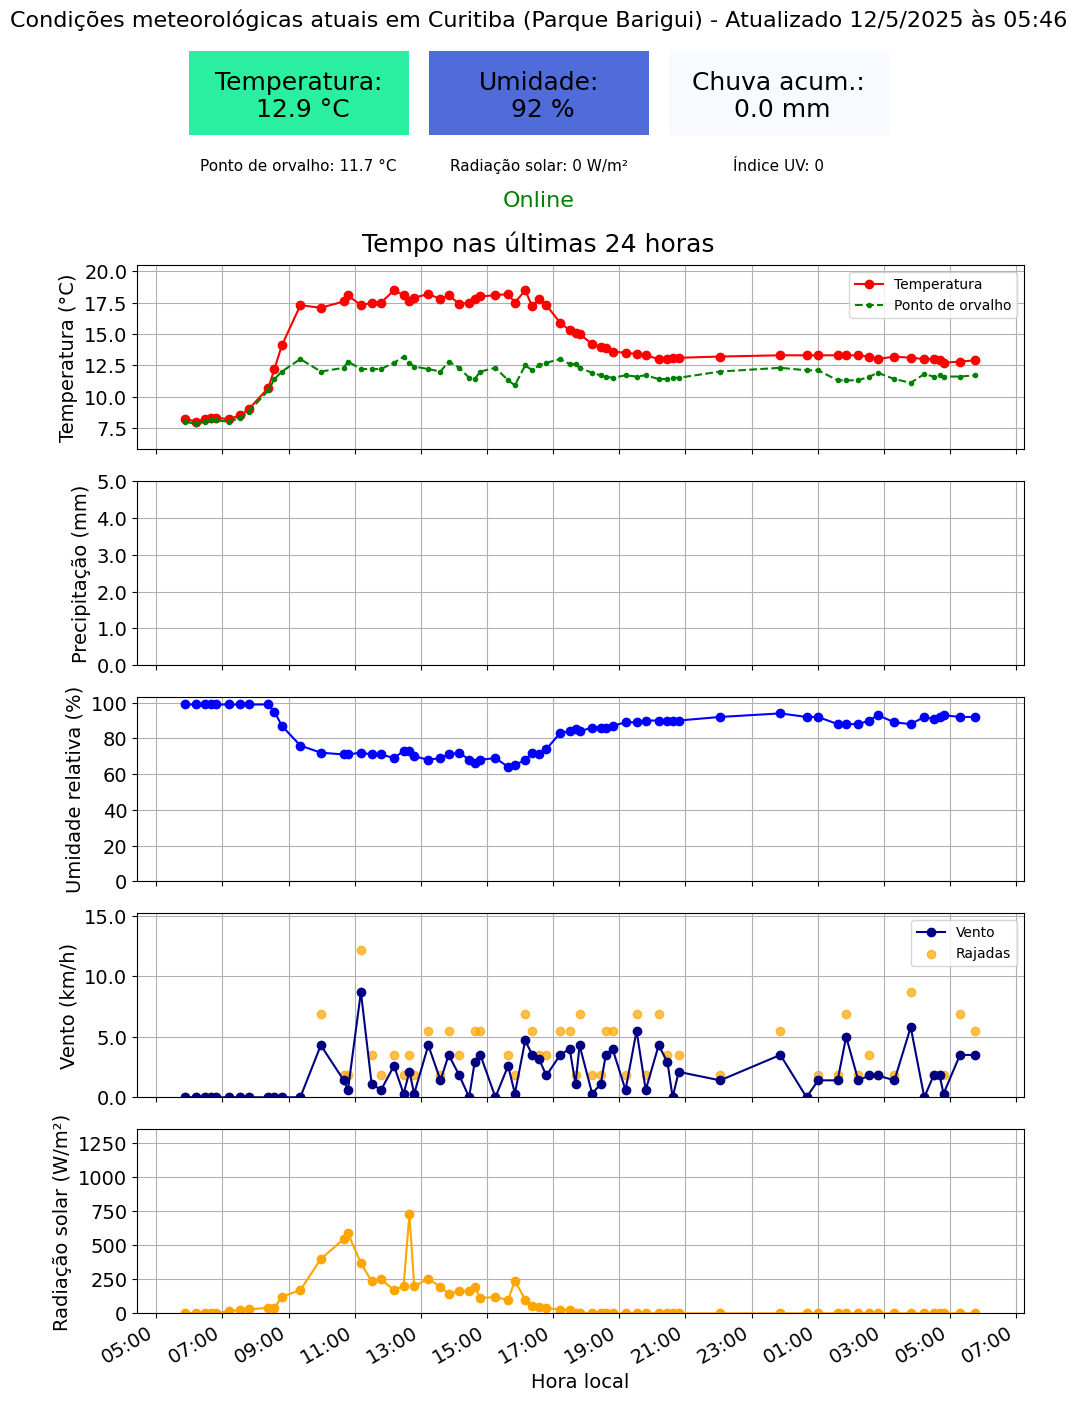 Condições meteorológicas atuais em Curitiba (Parque Barigui) - Atualizado 12/5/2025 às 05:46
Temperatura:
12.9 °C
Umidade:
92 %
Chuva acum.:
0.0 mm
Ponto de orvalho: 11.7 °C
Radiação solar: 0 W/m²
Índice UV: 0
Online
Tempo nas últimas 24 horas
Temperatura (°C)
20.0
17.5
15.0
12.5
10.0
7.5
Temperatura
Ponto de orvalho
Precipitação (mm)
5.0
4.0
3.0
2.0
1.0
0.0
Umidade relativa (%)
100
80
60
40
20
0
Vento (km/h)
15.0
10.0
5.0
0.0
Vento
Rajadas
Radiação solar (W/m²)
1250
1000
750
500
250
0
05:00
07:00
09:00
11:00
13:00
15:00
17:00
19:00
21:00
23:00
01:00
03:00
05:00
07:00
Hora local